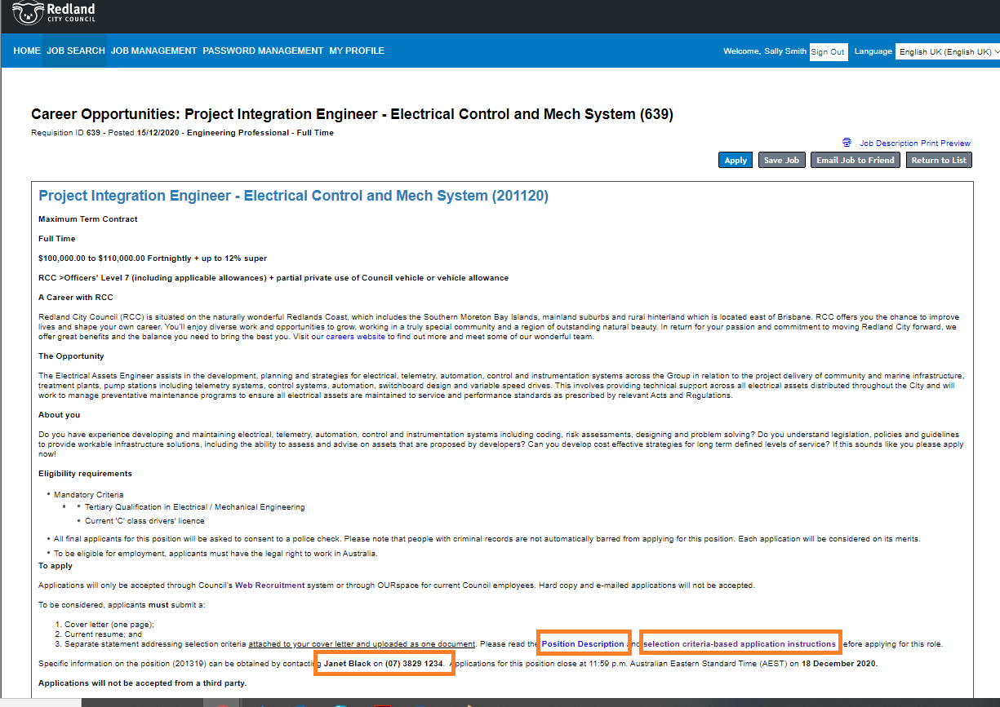 Redland
CITY COUNCIL
HOME JOB SEARCH JOB MANAGEMENT PASSWORD MANAGEMENT MY PROFILE
Welcome, Sally Smith Sign Out Language English UK (English UK)
Career Opportunities: Project Integration Engineer - Electrical Control and Mech System (639)
Requisition ID 639 - Posted 15/12/2020 - Engineering Professional - Full Time
Job Description Print Preview
Apply Save Job Email Job to Friend Return to List
Project Integration Engineer - Electrical Control and Mech System (201120)
Maximum Term Contract
Full Time
$100,000.00 to $110,000.00 Fortnightly + up to 12% super
RCC >Officers' Level 7 (including applicable allowances) + partial private use of Council vehicle or vehicle allowance
A Career with RCC
Redland City Council (RCC) is situated on the naturally wonderful Redlands Coast, which includes the Southern Moreton Bay Islands, mainland suburbs and rural hinterland which is located east of Brisbane. RCC offers you the chance to improve
lives and shape your own career. You'll enjoy diverse work and opportunities to grow, working in a truly special community and a region of outstanding natural beauty. In return for your passion and commitment to moving Redland City forward, we
offer great benefits and the balance you need to bring the best you. Visit our careers website to find out more and meet some of our wonderful team.
The Opportunity
The Electrical Assets Engineer assists in the development, planning and strategies for electrical, telemetry, automation, control and instrumentation systems across the Group in relation to the project delivery of community and marine infrastructure,
treatment plants, pump stations including telemetry systems, control systems, automation, switchboard design and variable speed drives. This involves providing technical support across all electrical assets distributed throughout the City and will
work to manage preventative maintenance programs to ensure all electrical assets are maintained to service and performance standards as prescribed by relevant Acts and Regulations.
About you
Do you have experience developing and maintaining electrical, telemetry, automation, control and instrumentation systems including coding, risk assessments, designing and problem solving? Do you understand legislation, policies and guidelines
to provide workable infrastructure solutions, including the ability to assess and advise on assets that are proposed by developers? Can you develop cost effective strategies for long term defined levels of service? If this sounds like you please apply
now!
Eligibility requirements
• Mandatory Criteria
• • Tertiary Qualification in Electrical / Mechanical Engineering
• Current 'C' class drivers' licence
• All final applicants for this position will be asked to consent to a police check. Please note that people with criminal records are not automatically barred from applying for this position. Each application will be considered on its merits.
• To be eligible for employment, applicants must have the legal right to work in Australia.
To apply
Applications will only be accepted through Council's Web Recruitment system or through OURspace for current Council employees. Hard copy and e-mailed applications will not be accepted.
To be considered, applicants must submit a:
1. Cover letter (one page);
2. Current resume; and
3. Separate statement addressing selection criteria attached to your cover letter and uploaded as one document. Please read the Position Description and selection criteria-based application instructions before applying for this role.
Specific information on the position (201319) can be obtained by contacting Janet Black on (07) 3829 1234. Applications for this position close at 11:59 p.m. Australian Eastern Standard Time (AEST) on 18 December 2020.
Applications will not be accepted from a third party.